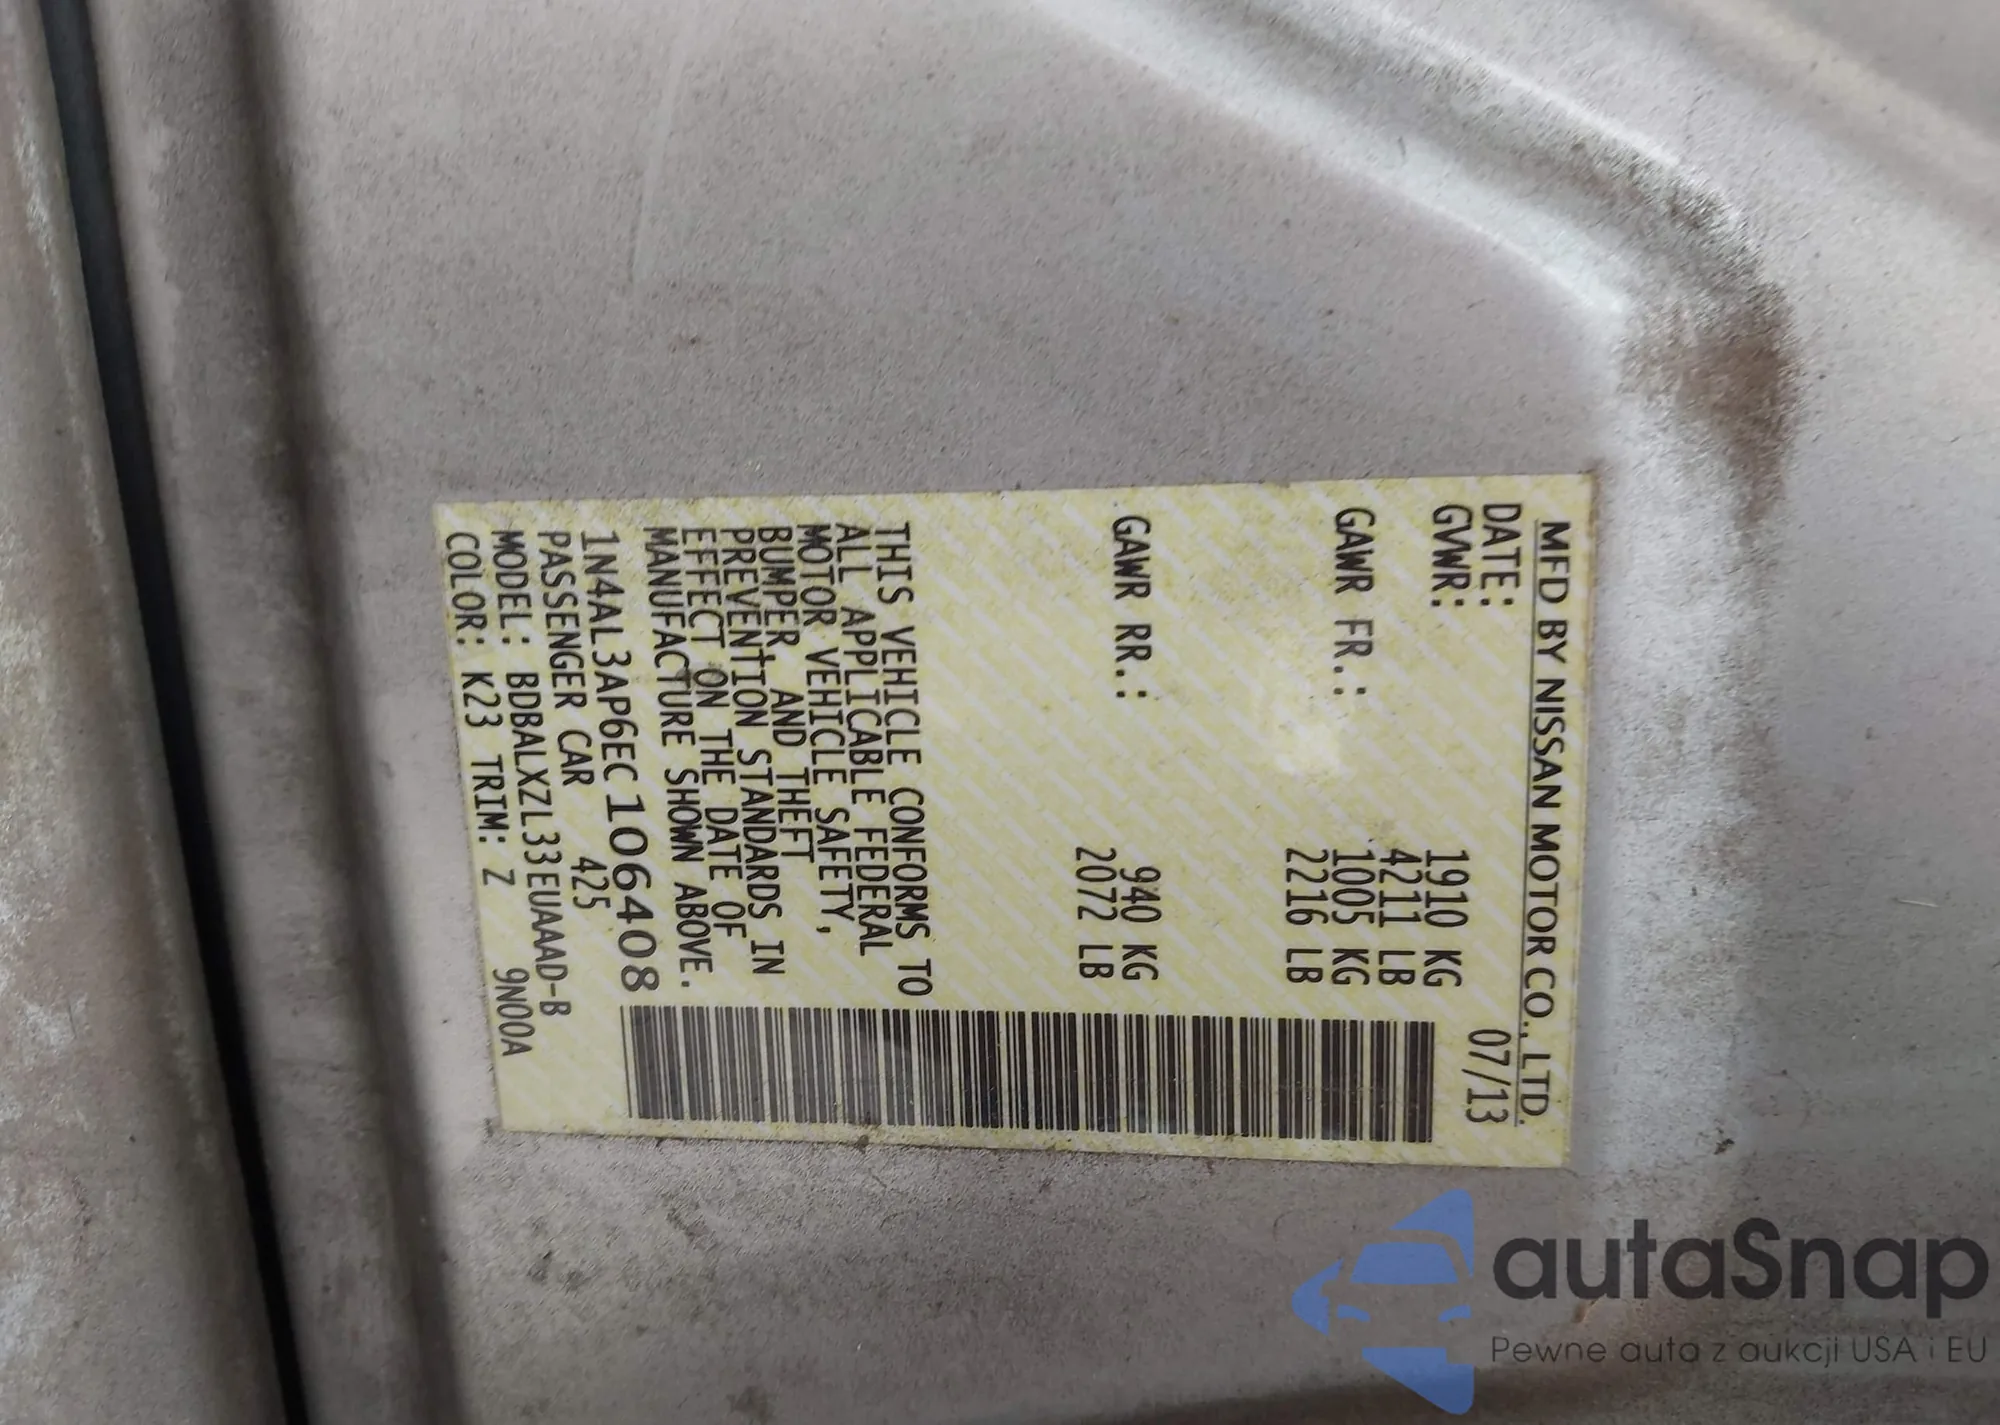 MFD BY NISSAN MOTOR CO., LTD.
DATE: 07/13
GVWR: 1910 KG
4211 LB
GAWR FR.: 1005 KG
2216 LB
GAWR RR.: 940 KG
2072 LB
THIS VEHICLE CONFORMS TO
ALL APPLICABLE FEDERAL
MOTOR VEHICLE SAFETY,
BUMPER, AND THEFT
PREVENTION STANDARDS IN
EFFECT ON THE DATE OF
MANUFACTURE SHOWN ABOVE.
1N4AL3AP6EC106408
PASSENGER CAR 425
MODEL: BDBALXZL33EUAAAD-B
COLOR: K23 TRIM: Z 9N00A
autaSnap
Pewne auta z aukcji USA i EU